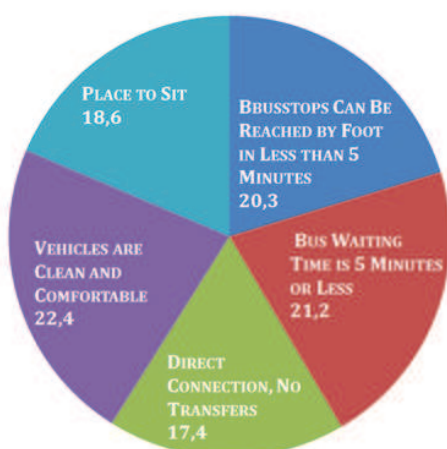 PLACE TO SIT
18,6
BBUSSTOPS CAN BE
REACHED BY FOOT
IN LESS THAN 5
MINUTES
20,3
BUS WAITING
TIME IS 5 MINUTES
OR LESS
21,2
DIRECT
CONNECTION, NO
TRANSFERS
17,4
VEHICLES ARE
CLEAN AND
COMFORTABLE
22,4